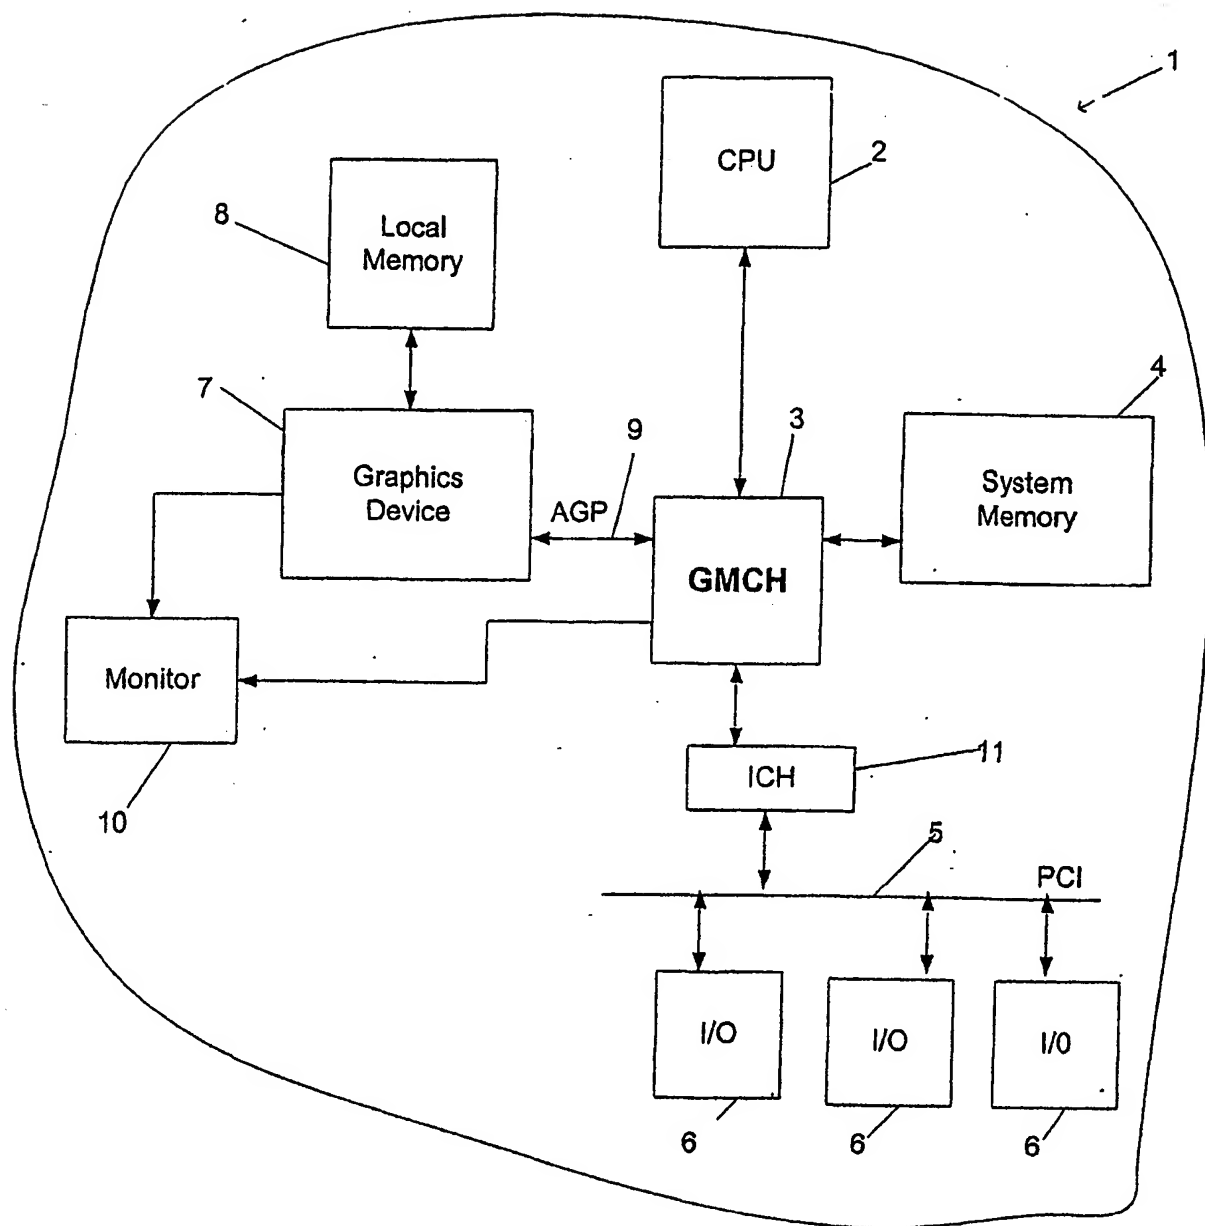 1
CPU
2
8
Local
Memory
7
Graphics
Device
9
AGP
3
GMCH
4
System
Memory
Monitor
10
ICH
11
5
PCI
I/O
I/O
I/0
6
6
6